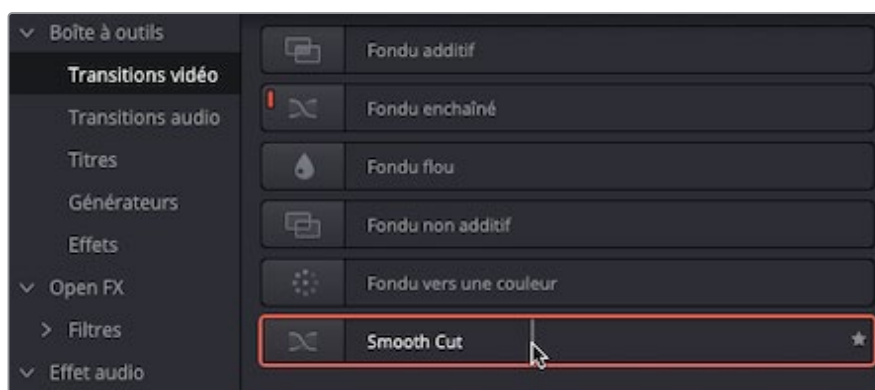 Boîte à outils
Transitions vidéo
Transitions audio
Titres
Générateurs
Effets
Open FX
Filtres
Effet audio
Fondu additif
Fondu enchaîné
Fondu flou
Fondu non additif
Fondu vers une couleur
Smooth Cut